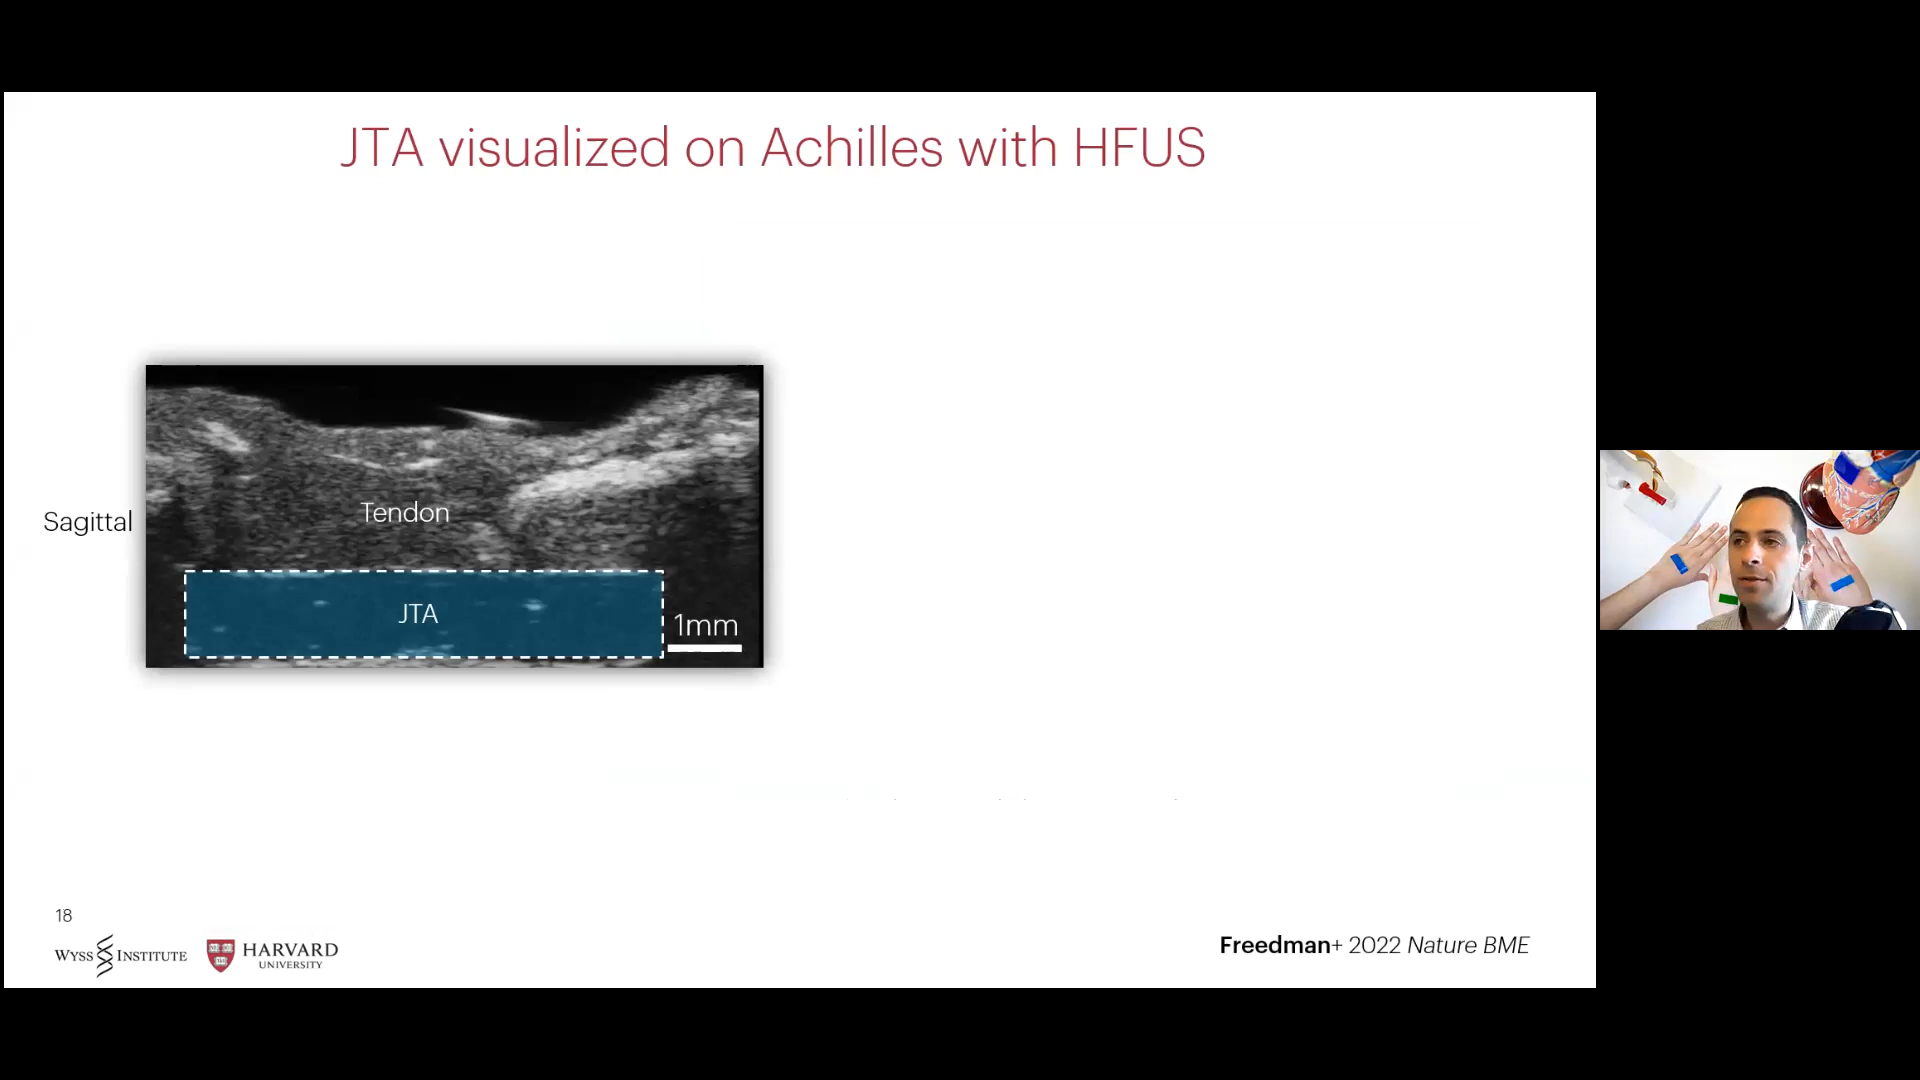 JTA visualized on Achilles with HFUS
Sagittal
Tendon
JTA
1mm
18
WYSS INSTITUTE
HARVARD
UNIVERSITY
Freedman+ 2022 Nature BME